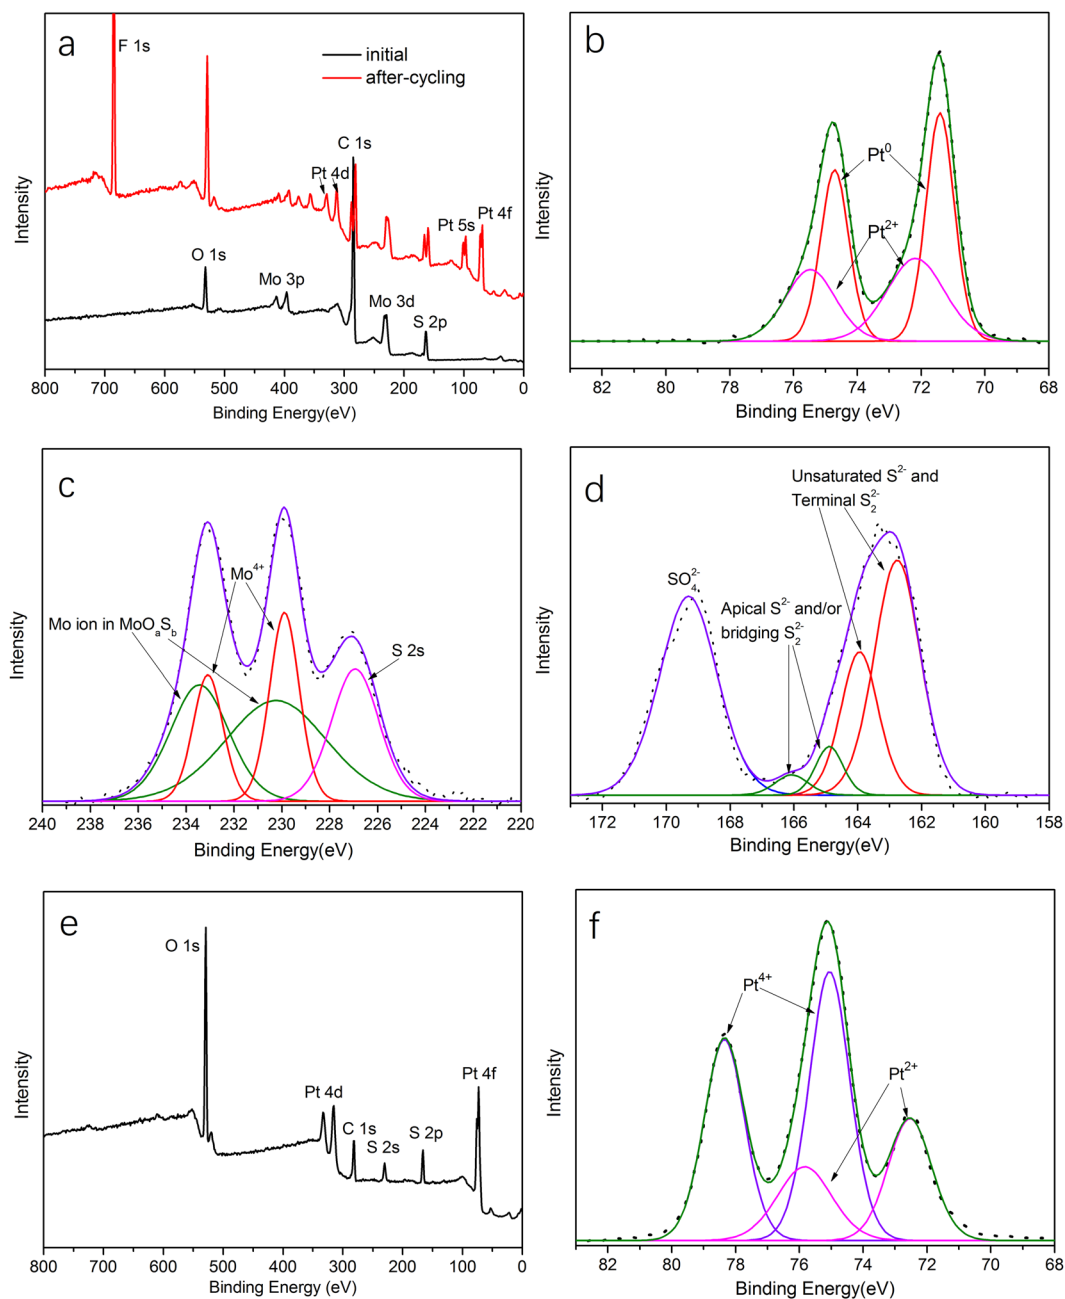 a
F 1s
initial
after-cycling
C 1s
Pt 4d
Pt 5s
Pt 4f
O 1s
Mo 3p
Mo 3d
S 2p
Intensity
800 700 600 500 400 300 200 100 0
Binding Energy(eV)
b
Pt⁰
Pt²⁺
Intensity
82 80 78 76 74 72 70 68
Binding Energy (eV)
c
Mo⁴⁺
Mo ion in MoOₐS_b
S 2s
Intensity
240 238 236 234 232 230 228 226 224 222 220
Binding Energy(eV)
d
Unsaturated S²⁻ and
Terminal S₂²⁻
SO₄²⁻
Apical S²⁻ and/or
bridging S₂²⁻
Intensity
172 170 168 166 164 162 160 158
Binding Energy(eV)
e
O 1s
Pt 4d
C 1s
S 2s
S 2p
Pt 4f
Intensity
800 700 600 500 400 300 200 100 0
Binding Energy (eV)
f
Pt⁴⁺
Pt²⁺
Intensity
82 80 78 76 74 72 70 68
Binding Energy (eV)